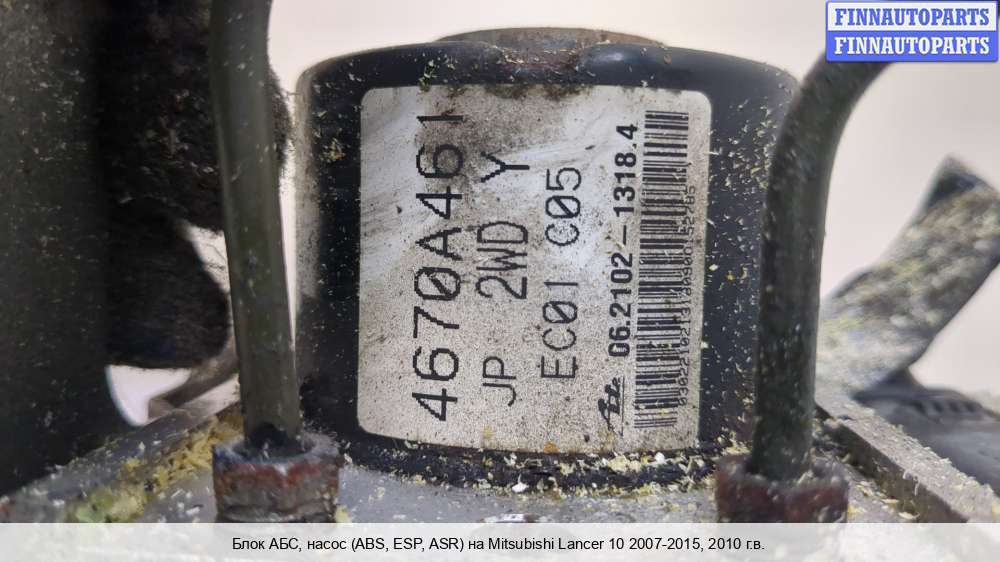 FINNAUTOPARTS
FINNAUTOPARTS
4670A461
JP 2WD Y
EC01 C05
06.2102-1318.4
Ate
Блок АБС, насос (ABS, ESP, ASR) на Mitsubishi Lancer 10 2007-2015, 2010 г.в.